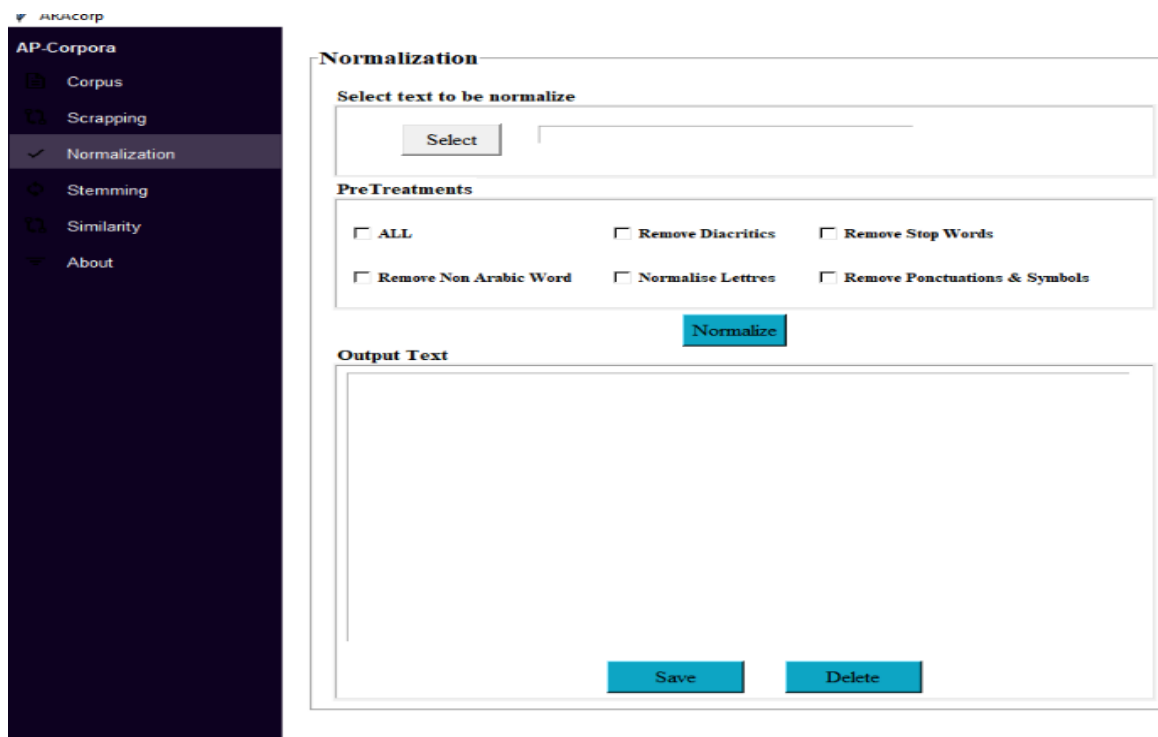 ARAcorp
AP-Corpora
Corpus
Scrapping
Normalization
Stemming
Similarity
About
Normalization
Select text to be normalize
Select
PreTreatments
ALL
Remove Diacritics
Remove Stop Words
Remove Non Arabic Word
Normalise Lettres
Remove Ponctuations & Symbols
Normalize
Output Text
Save
Delete